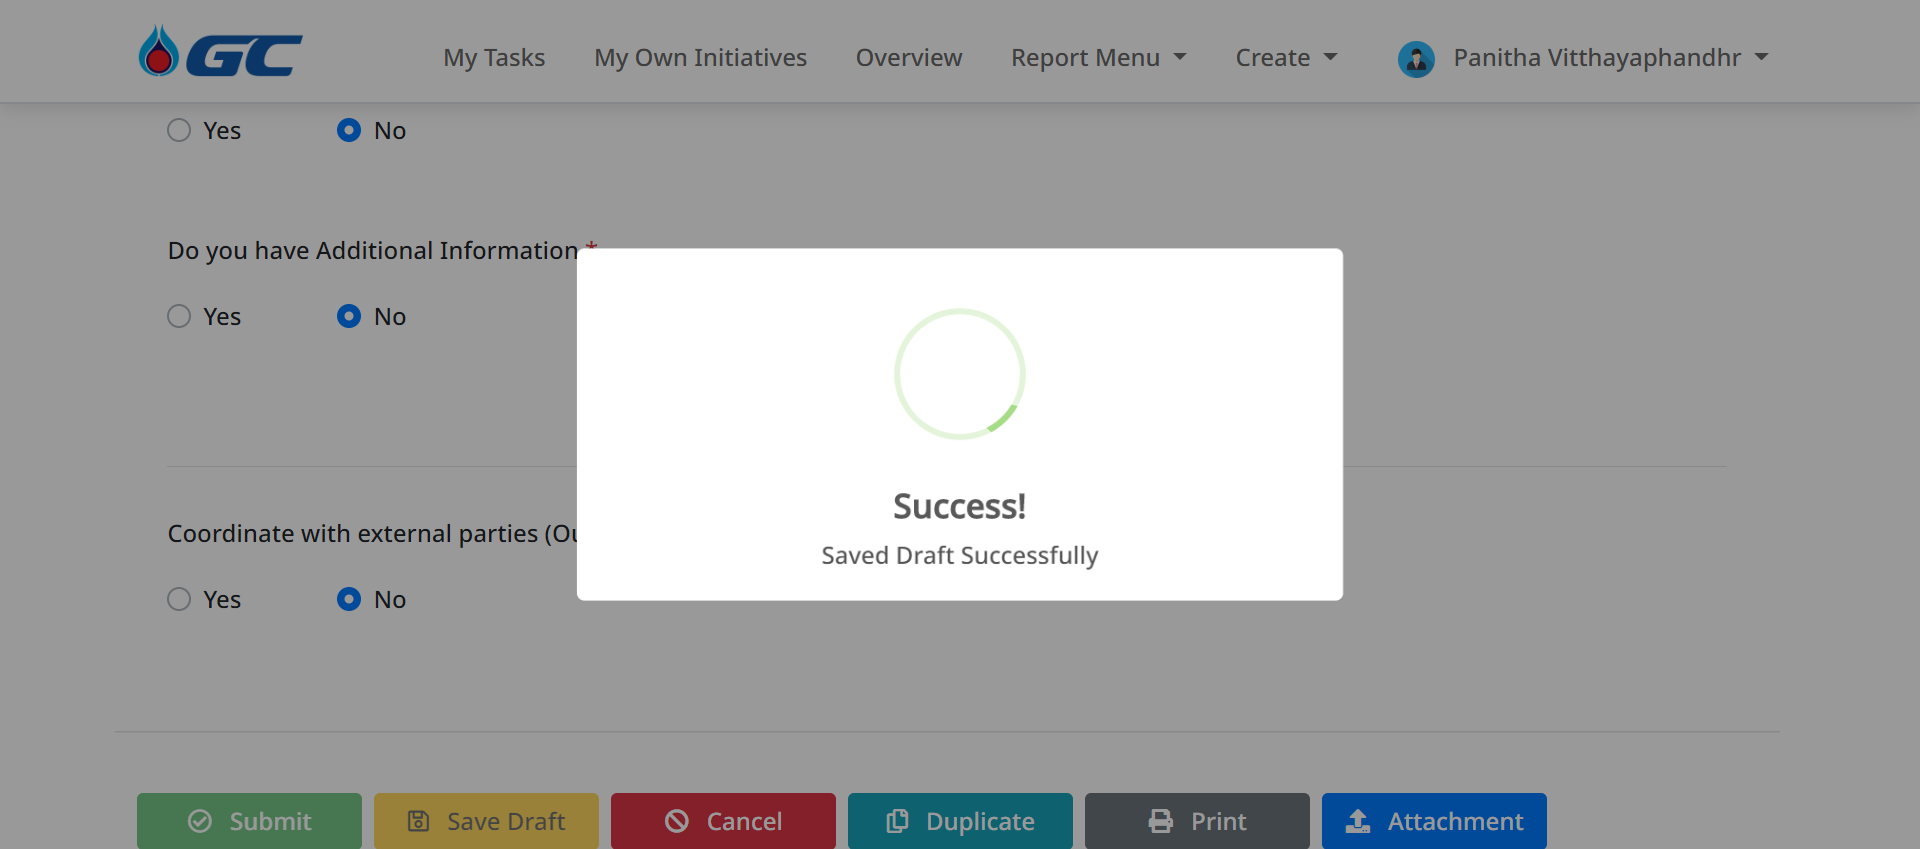 GC
My Tasks
My Own Initiatives
Overview
Report Menu
Create
Panitha Vitthayaphandhr
Yes
No
Do you have Additional Information *
Yes
No
Success!
Saved Draft Successfully
Coordinate with external parties (Ou
Yes
No
Submit
Save Draft
Cancel
Duplicate
Print
Attachment